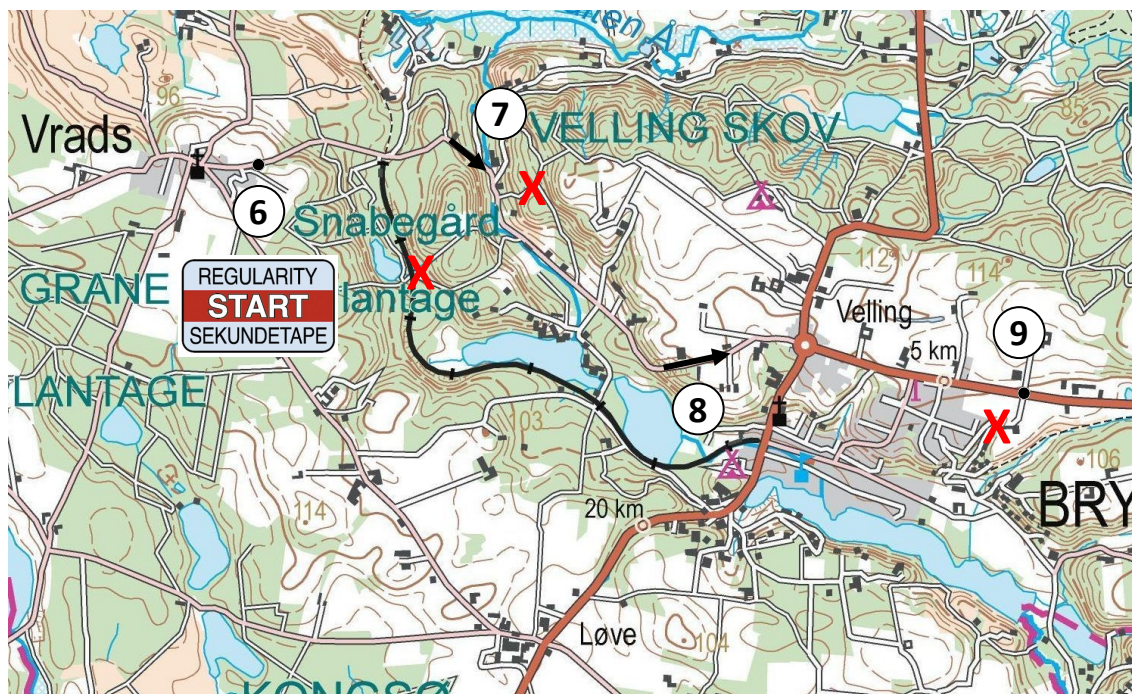 96
Vrads
7
VELLING SKOV
85
6
Snabegård
X
X
lantage
REGULARITY
START
SEKUNDETAPE
GRANE
LANTAGE
112
114
Velling
5 km
9
8
X
103
106
114
20 km
BRY
Løve
104
KONGSØ